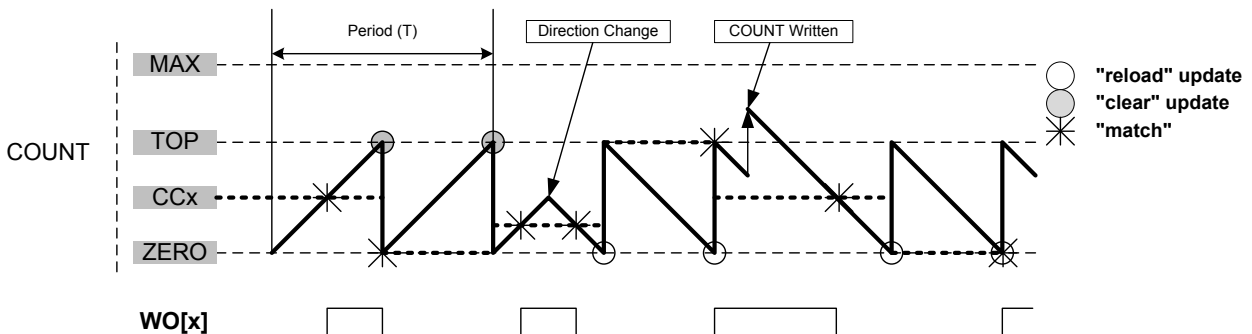 Period (T)
Direction Change
COUNT Written
MAX
"reload" update
"clear" update
TOP
"match"
COUNT
CCx
ZERO
WO[x]